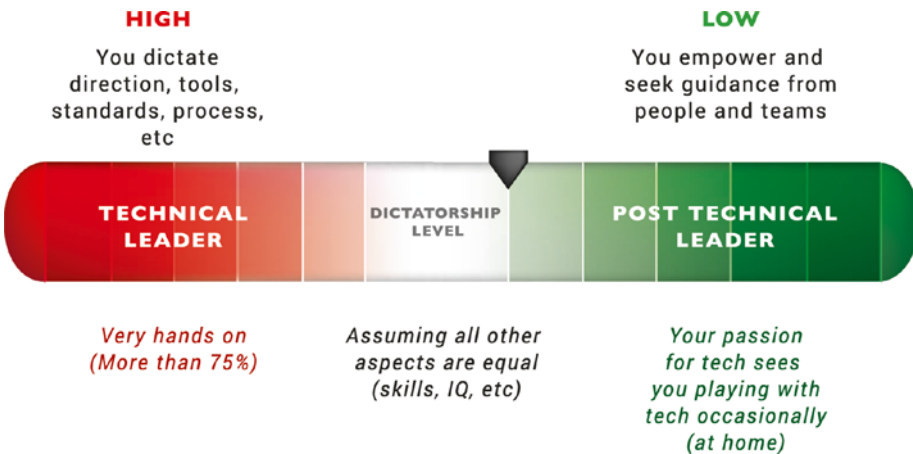 HIGH
You dictate
direction, tools,
standards, process,
etc
LOW
You empower and
seek guidance from
people and teams
TECHNICAL
LEADER
DICTATORSHIP
LEVEL
POST TECHNICAL
LEADER
Very hands on
(More than 75%)
Assuming all other
aspects are equal
(skills, IQ, etc)
Your passion
for tech sees
you playing with
tech occasionally
(at home)